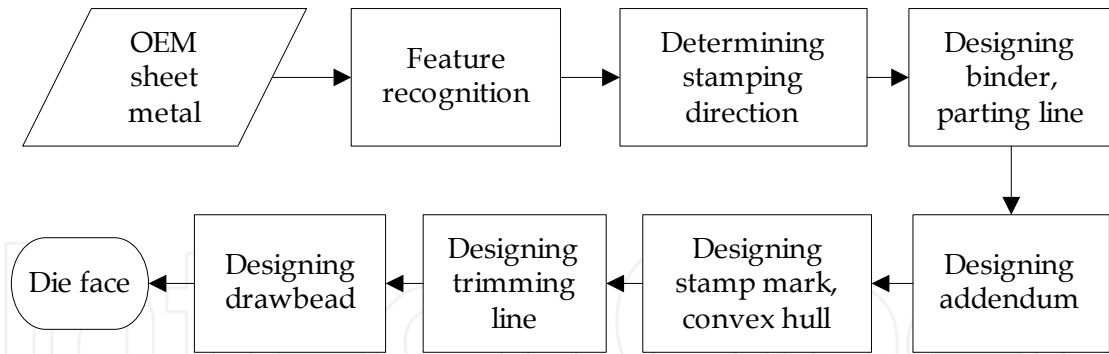 OEM
sheet
metal
Feature
recognition
Determining
stamping
direction
Designing
binder,
parting line
Designing
addendum
Designing
stamp mark,
convex hull
Designing
trimming
line
Designing
drawbead
Die face